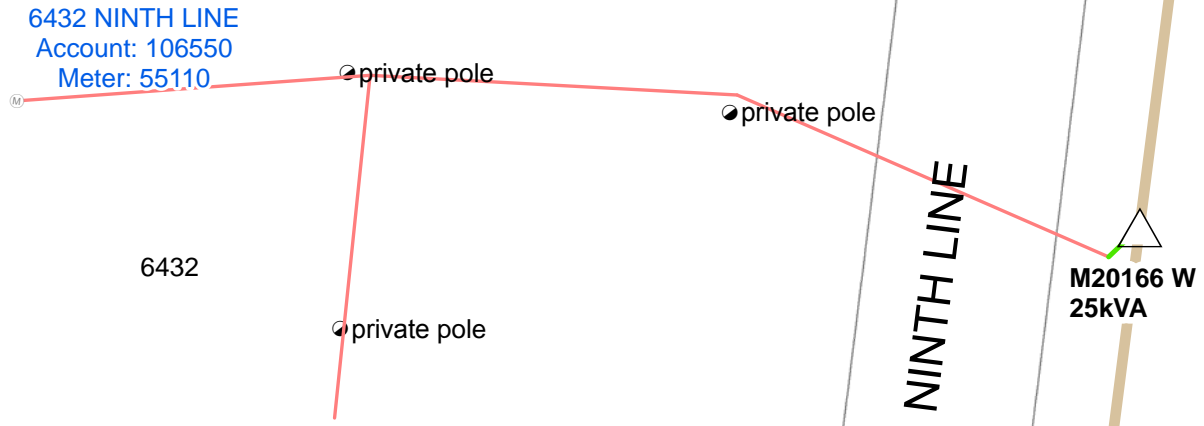 6432 NINTH LINE
Account: 106550
Meter: 55110
M
private pole
private pole
6432
private pole
NINTH LINE
M20166 W
25kVA